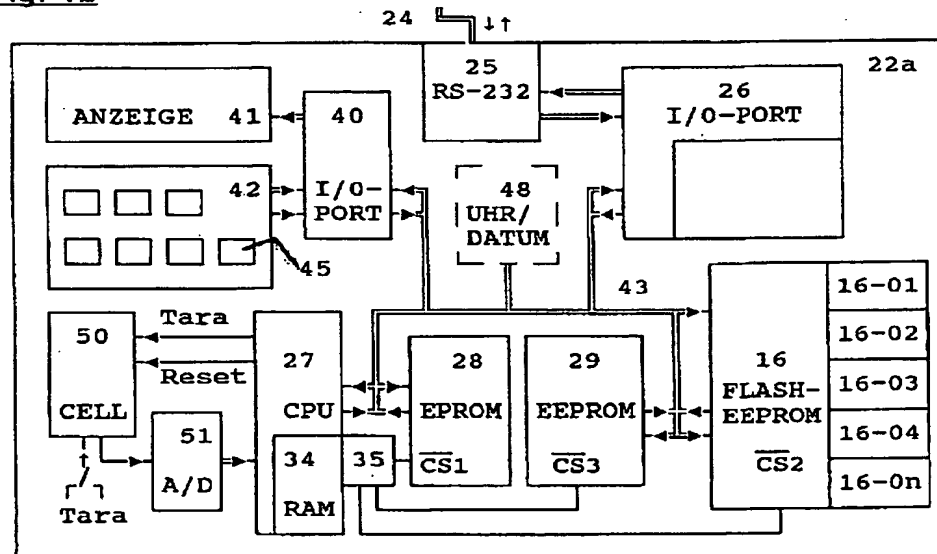 24 ↓↑
22a
25
RS-232
26
I/O-PORT
ANZEIGE 41
40
I/O-
PORT
42
45
48
UHR/
DATUM
43
50
CELL
Tara
Reset
27
CPU
28
EPROM
CS1
29
EEPROM
CS3
16
FLASH-
EEPROM
CS2
16-01
16-02
16-03
16-04
16-0n
51
A/D
34
RAM
35
Tara